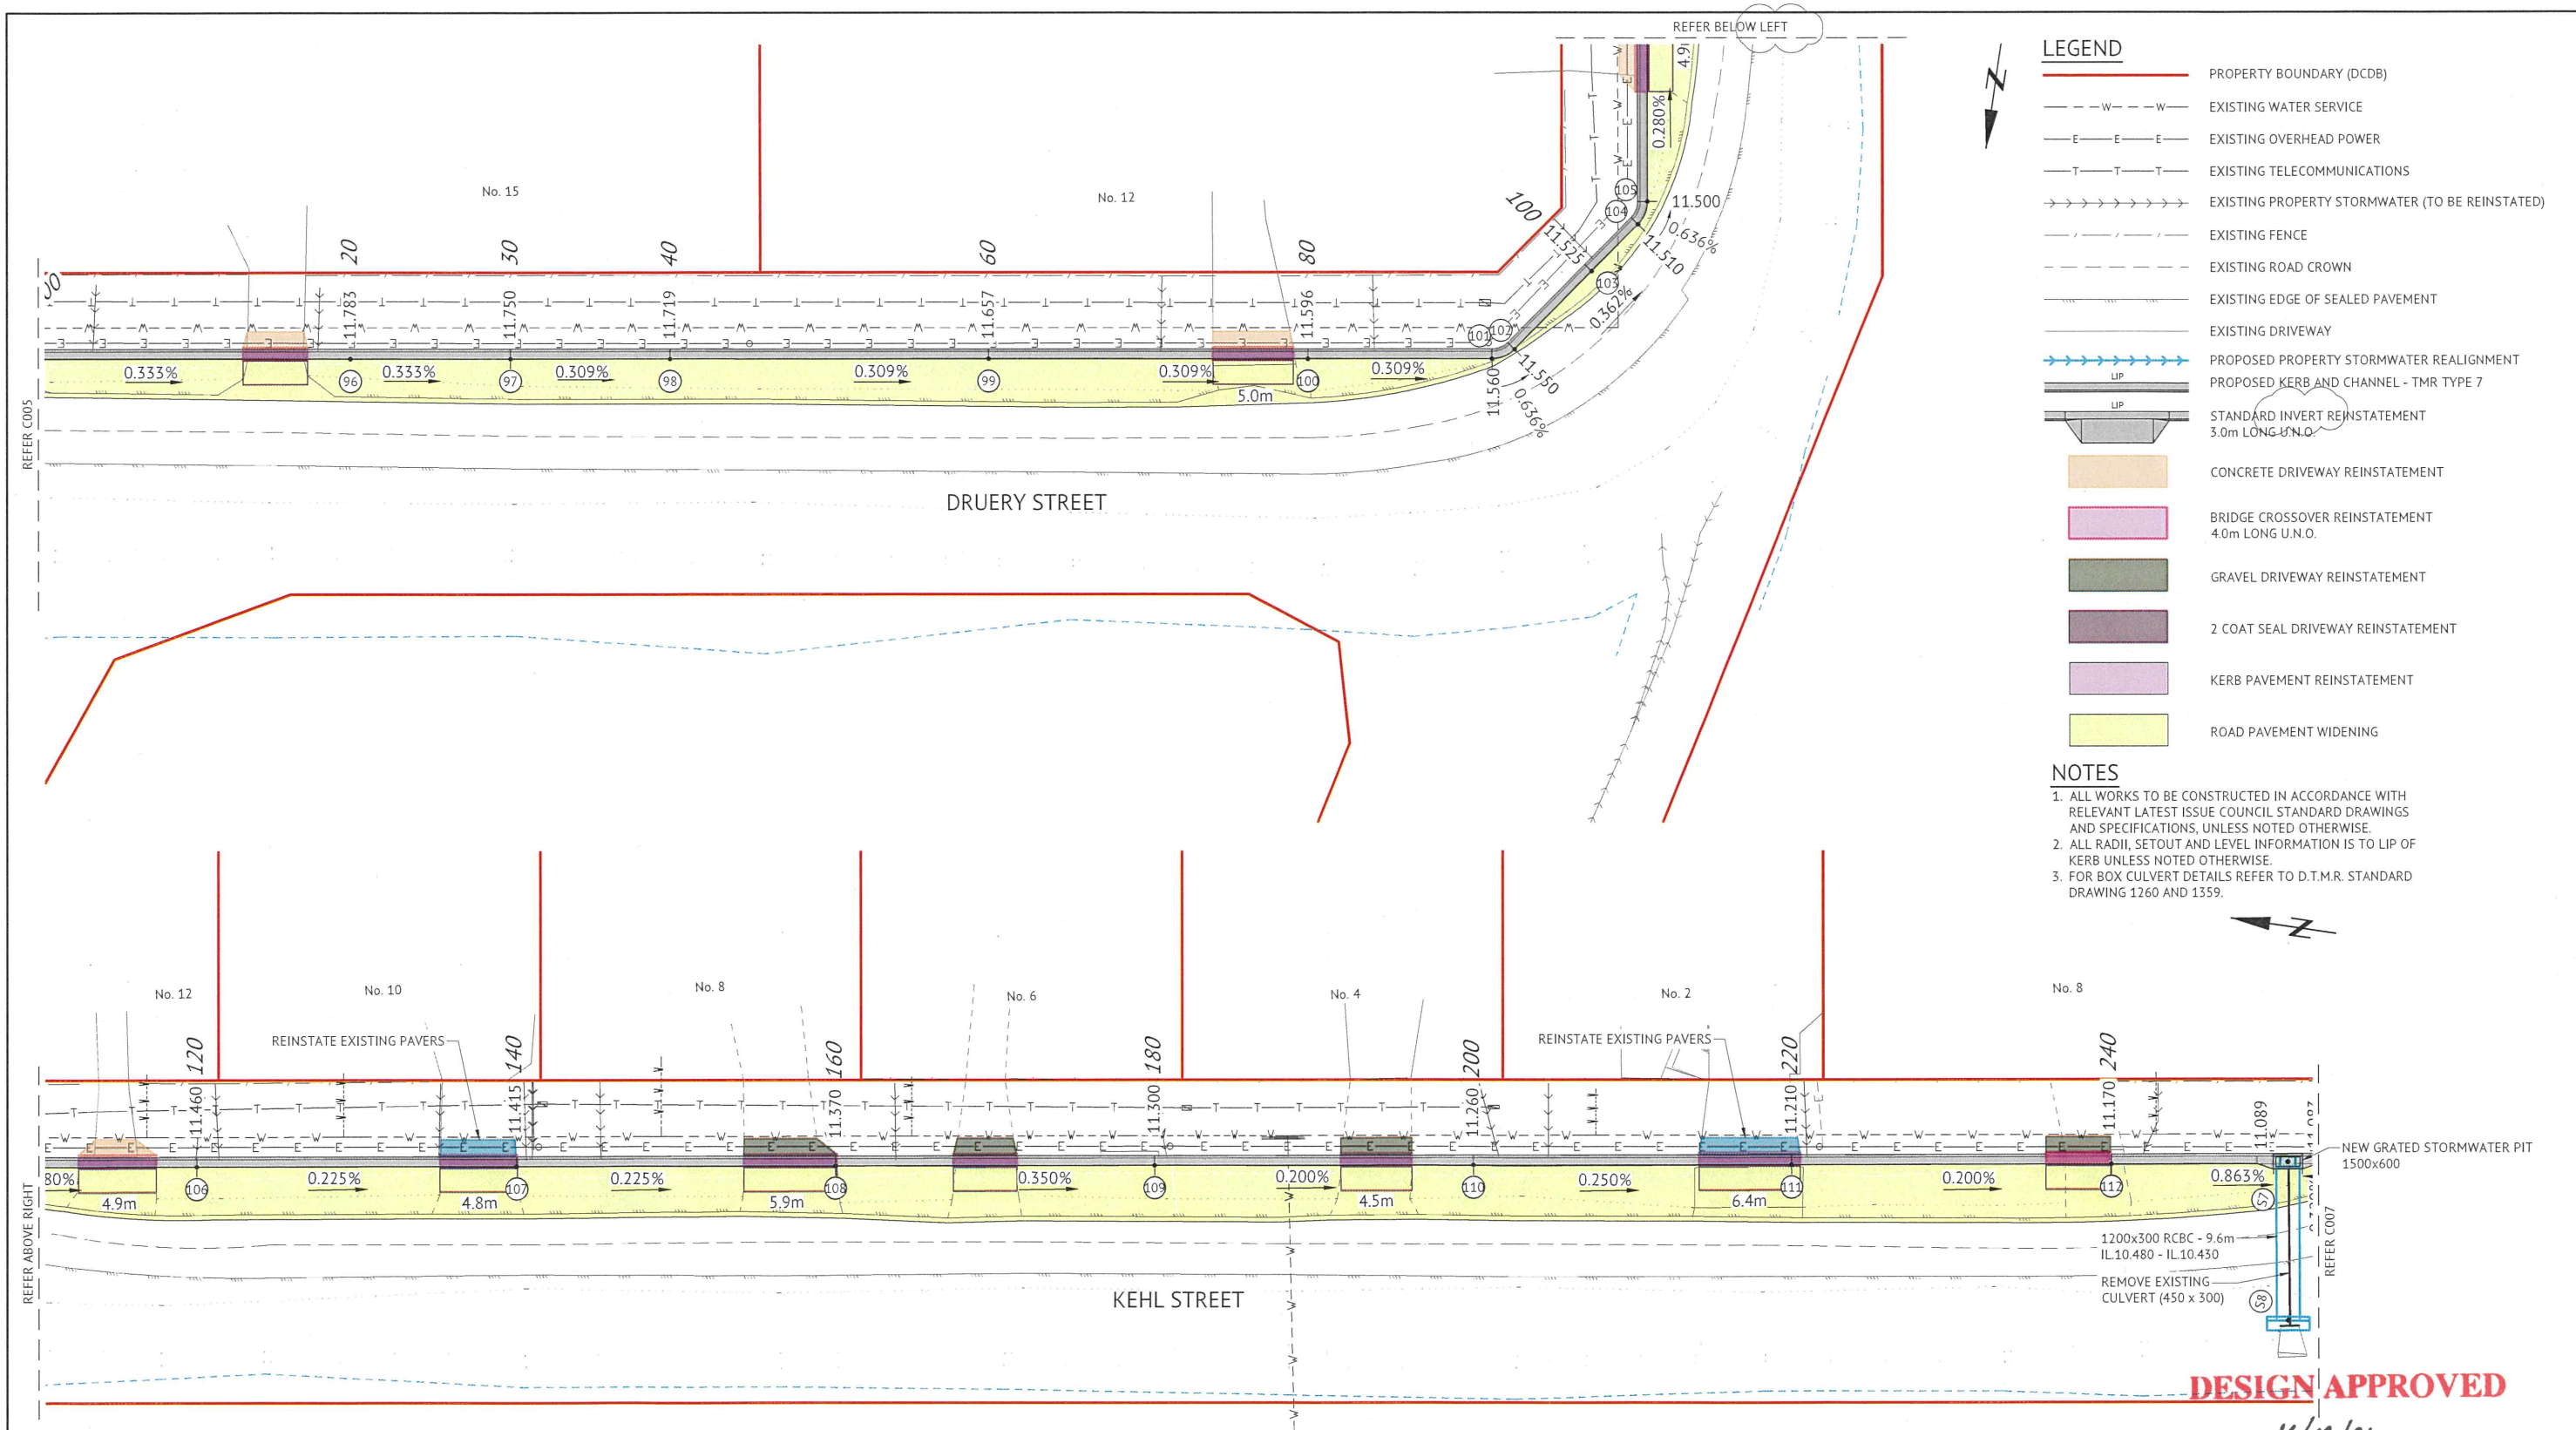 REFER BELOW LEFT
No. 15
No. 12
20
30
40
60
80
100
11.783
11.750
11.719
11.657
11.596
11.560
11.550
11.525
11.510
11.500
0.333%
0.333%
0.309%
0.309%
0.309%
0.309%
0.636%
0.362%
0.636%
0.280%
96
97
98
99
100
101
102
103
104
105
5.0m
REFER C005
DRUERY STREET
LEGEND
PROPERTY BOUNDARY (DCDB)
W W EXISTING WATER SERVICE
E E E EXISTING OVERHEAD POWER
T T T EXISTING TELECOMMUNICATIONS
EXISTING PROPERTY STORMWATER (TO BE REINSTATED)
EXISTING FENCE
EXISTING ROAD CROWN
EXISTING EDGE OF SEALED PAVEMENT
EXISTING DRIVEWAY
PROPOSED PROPERTY STORMWATER REALIGNMENT
LIP
PROPOSED KERB AND CHANNEL - TMR TYPE 7
LIP
STANDARD INVERT REINSTATEMENT
3.0m LONG U.N.O.
CONCRETE DRIVEWAY REINSTATEMENT
BRIDGE CROSSOVER REINSTATEMENT
4.0m LONG U.N.O.
GRAVEL DRIVEWAY REINSTATEMENT
2 COAT SEAL DRIVEWAY REINSTATEMENT
KERB PAVEMENT REINSTATEMENT
ROAD PAVEMENT WIDENING
NOTES
1. ALL WORKS TO BE CONSTRUCTED IN ACCORDANCE WITH
RELEVANT LATEST ISSUE COUNCIL STANDARD DRAWINGS
AND SPECIFICATIONS, UNLESS NOTED OTHERWISE.
2. ALL RADII, SETOUT AND LEVEL INFORMATION IS TO LIP OF
KERB UNLESS NOTED OTHERWISE.
3. FOR BOX CULVERT DETAILS REFER TO D.T.M.R. STANDARD
DRAWING 1260 AND 1359.
No. 12
No. 10
No. 8
No. 6
No. 4
No. 2
No. 8
REINSTATE EXISTING PAVERS
REINSTATE EXISTING PAVERS
120
140
160
180
200
220
240
11.460
11.415
11.370
11.300
11.260
11.210
11.170
11.089
NEW GRATED STORMWATER PIT
1500x600
80%
0.225%
0.225%
0.350%
0.200%
0.250%
0.200%
0.863%
106
107
108
109
110
111
112
S7
4.9m
4.8m
5.9m
4.5m
6.4m
REFER ABOVE RIGHT
1200x300 RCBC - 9.6m
IL.10.480 - IL.10.430
REMOVE EXISTING
CULVERT (450 x 300)
S8
REFER C007
KEHL STREET
DESIGN APPROVED